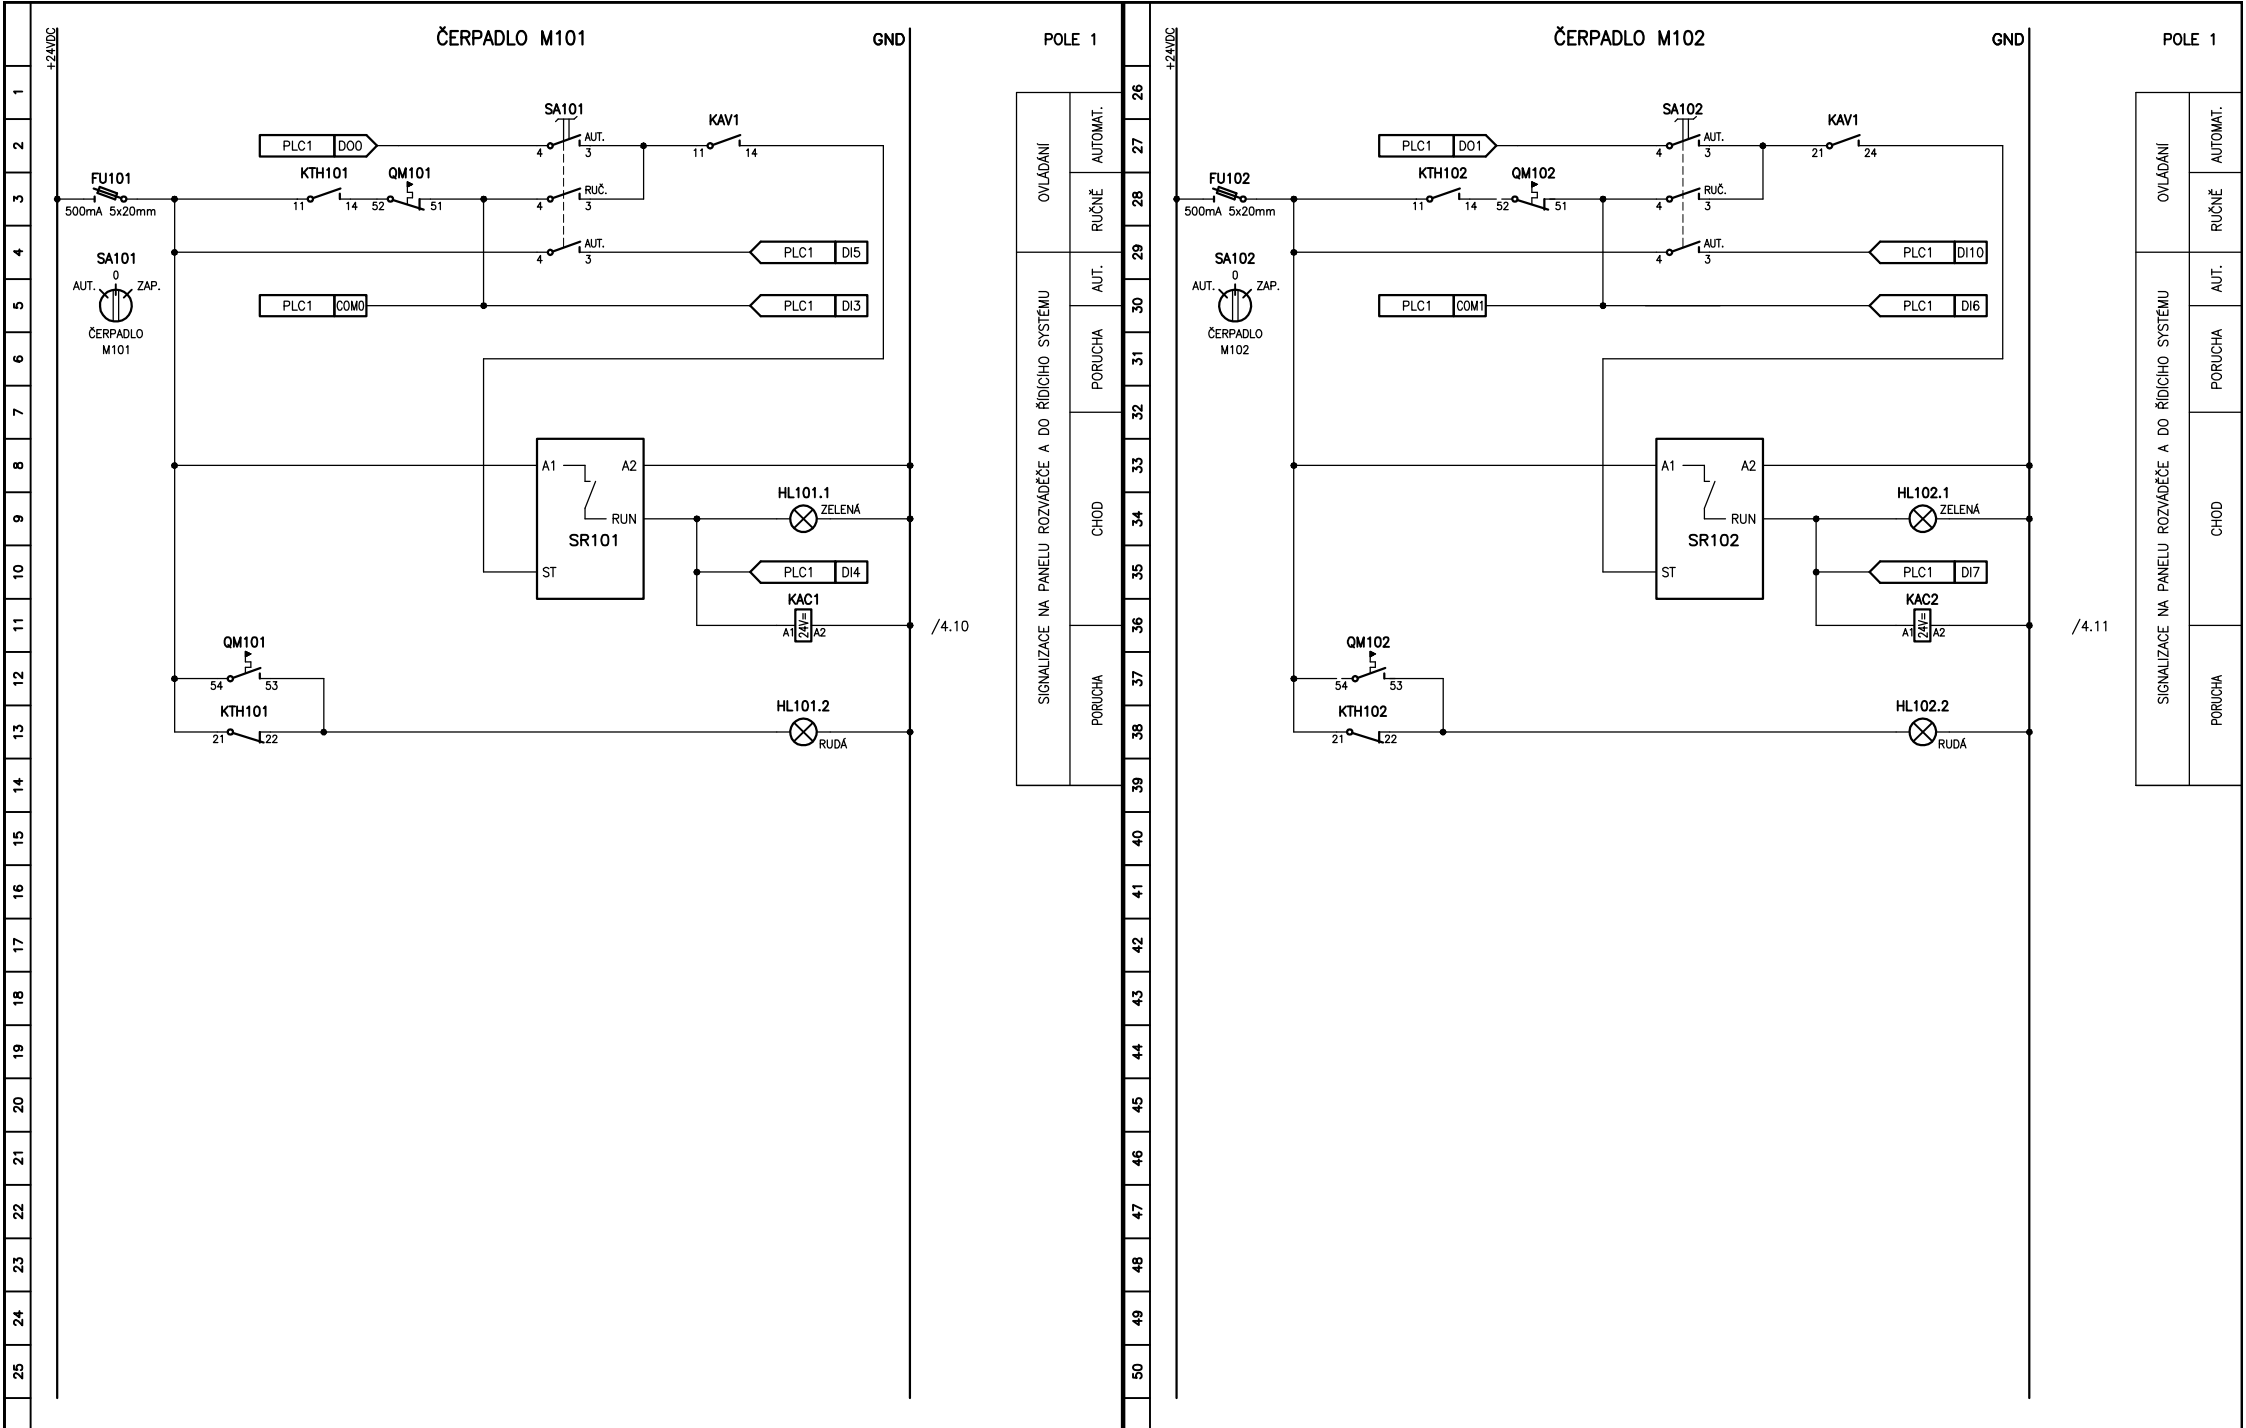 +24VDC
ČERPADLO M101
GND
POLE 1
1
2
3
4
5
6
7
8
9
10
11
12
13
14
15
16
17
18
19
20
21
22
23
24
25
SA101
KAV1
PLC1 DO0
4 AUT. 3
11 14
FU101
500mA 5x20mm
KTH101
11 14
QM101
52 51
4 RUČ. 3
4 AUT. 3
PLC1 DI5
SA101
AUT. 0 ZAP.
ČERPADLO
M101
PLC1 COM0
PLC1 DI3
A1 A2
RUN
SR101
ST
HL101.1
ZELENÁ
PLC1 DI4
KAC1
A1 24V= A2
/4.10
QM101
54 53
KTH101
21 22
HL101.2
RUDÁ
OVLÁDÁNÍ
AUTOMAT.
RUČNĚ
SIGNALIZACE NA PANELU ROZVÁDĚČE A DO ŘÍDÍCÍHO SYSTÉMU
AUT.
PORUCHA
CHOD
PORUCHA
+24VDC
ČERPADLO M102
GND
POLE 1
26
27
28
29
30
31
32
33
34
35
36
37
38
39
40
41
42
43
44
45
46
47
48
49
50
SA102
KAV1
PLC1 DO1
4 AUT. 3
21 24
FU102
500mA 5x20mm
KTH102
11 14
QM102
52 51
4 RUČ. 3
4 AUT. 3
PLC1 DI10
SA102
AUT. 0 ZAP.
ČERPADLO
M102
PLC1 COM1
PLC1 DI6
A1 A2
RUN
SR102
ST
HL102.1
ZELENÁ
PLC1 DI7
KAC2
A1 24V= A2
/4.11
QM102
54 53
KTH102
21 22
HL102.2
RUDÁ
OVLÁDÁNÍ
AUTOMAT.
RUČNĚ
SIGNALIZACE NA PANELU ROZVÁDĚČE A DO ŘÍDÍCÍHO SYSTÉMU
AUT.
PORUCHA
CHOD
PORUCHA